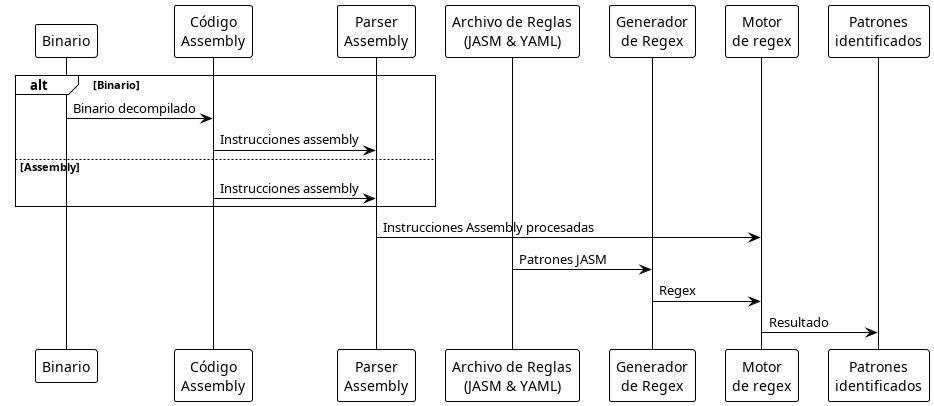 Binario
Código
Assembly
Parser
Assembly
Archivo de Reglas
(JASM & YAML)
Generador
de Regex
Motor
de regex
Patrones
identificados
alt
[Binario]
Binario decompilado
Instrucciones assembly
[Assembly]
Instrucciones assembly
Instrucciones Assembly procesadas
Patrones JASM
Regex
Resultado
Binario
Código
Assembly
Parser
Assembly
Archivo de Reglas
(JASM & YAML)
Generador
de Regex
Motor
de regex
Patrones
identificados